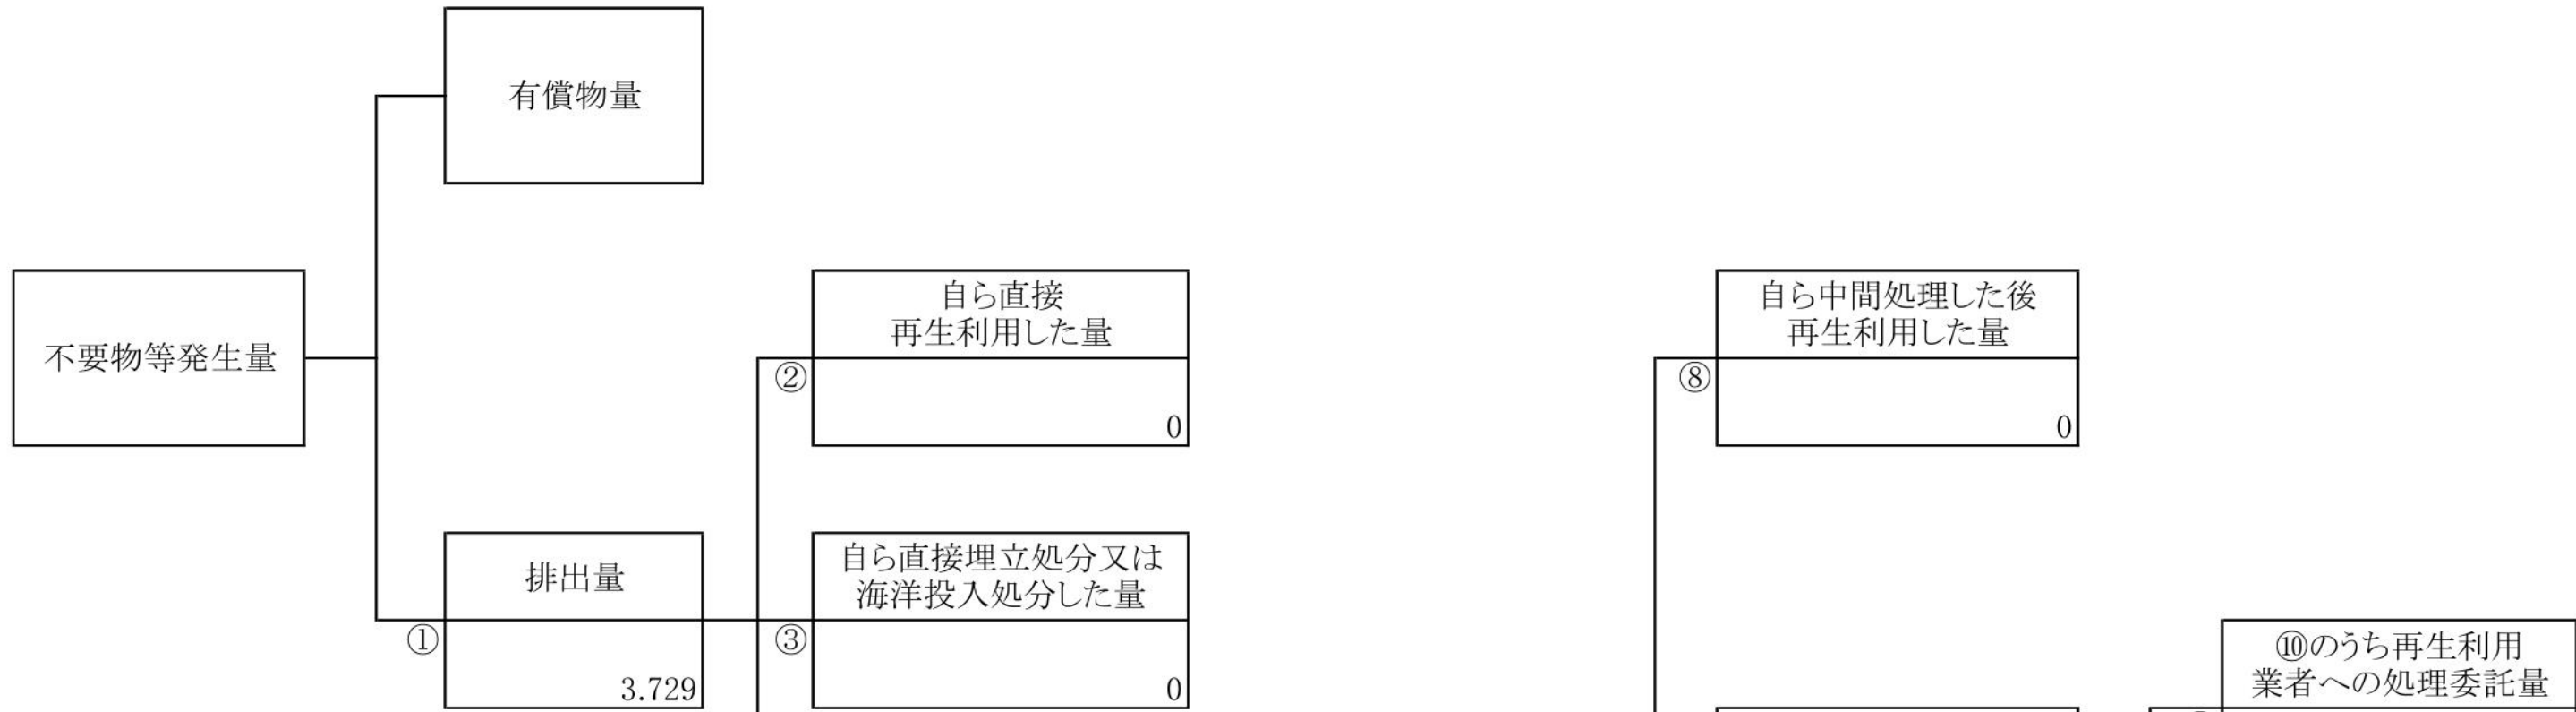 有償物量
不要物等発生量
自ら直接
再生利用した量
②
0
自ら中間処理した後
再生利用した量
⑧
0
排出量
①
3.729
自ら直接埋立処分又は
海洋投入処分した量
③
0
⑩のうち再生利用
業者への処理委託量